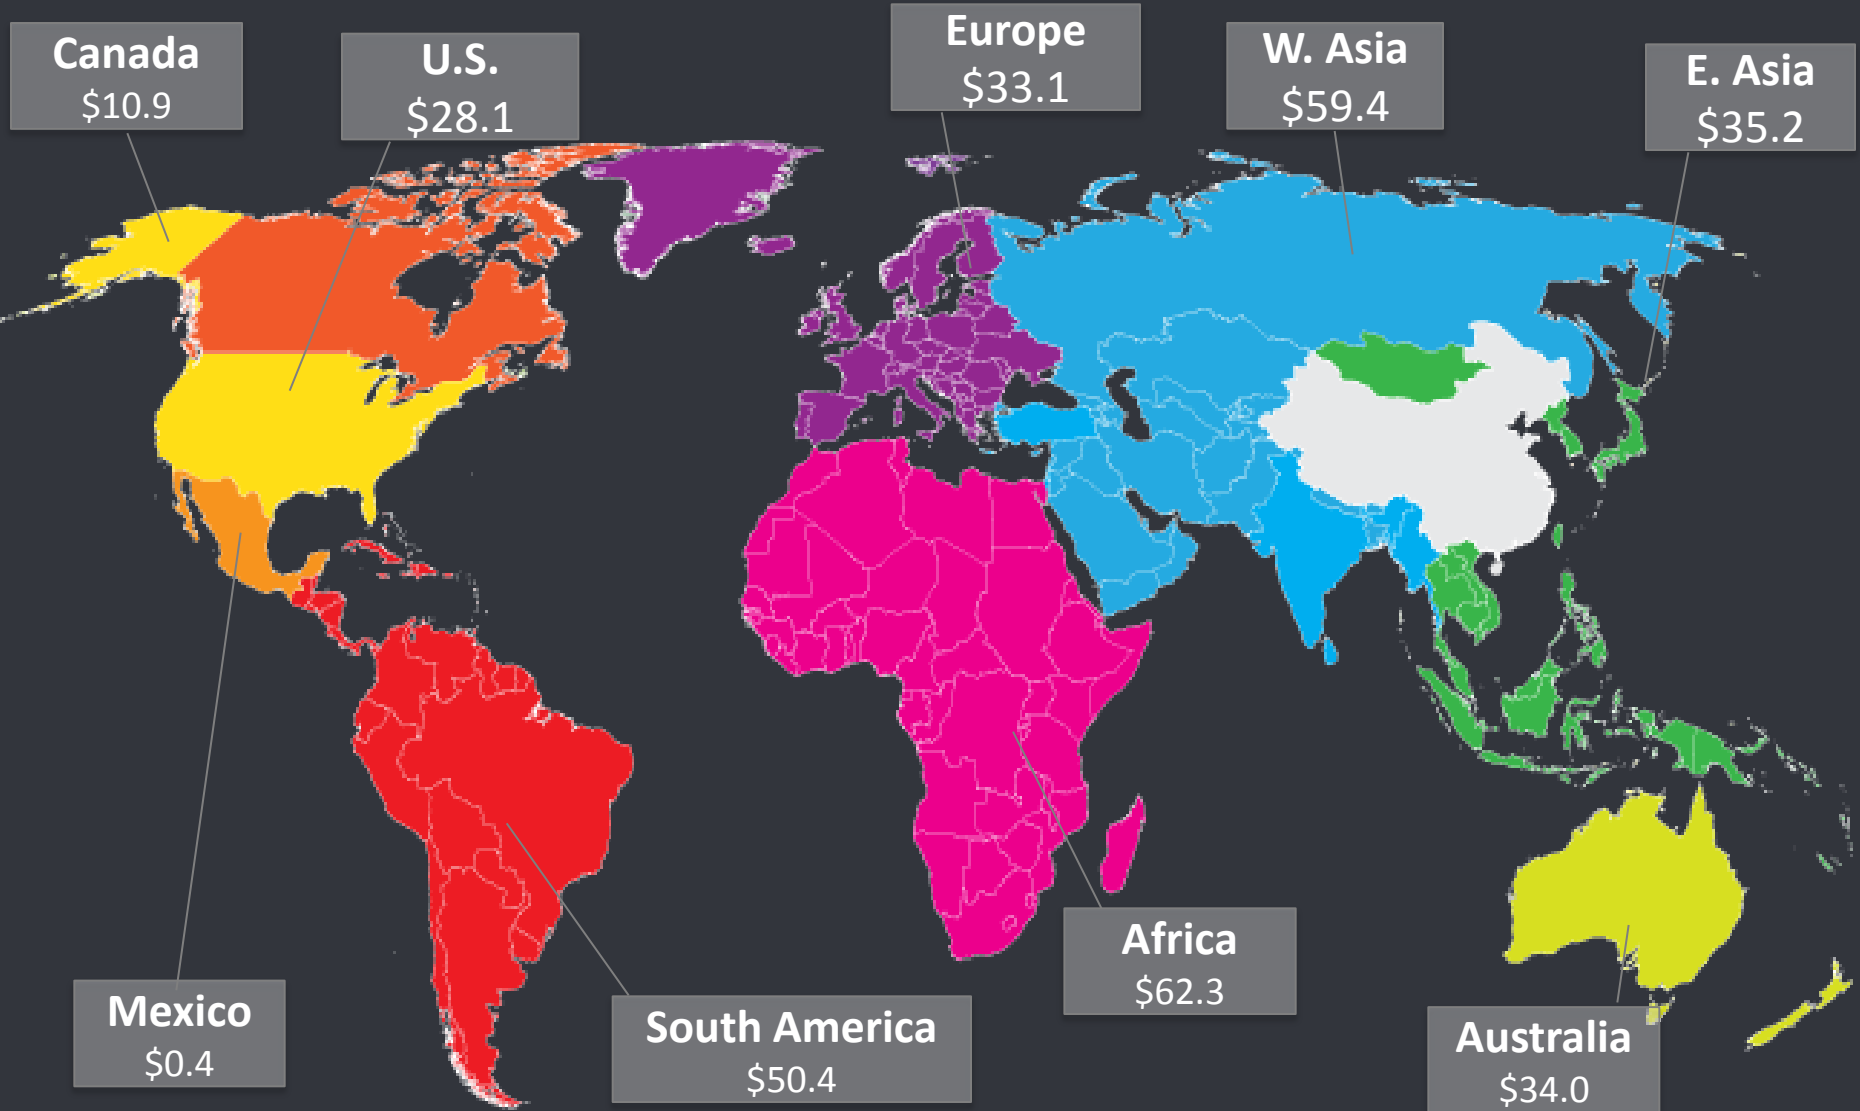 Canada
$10.9
U.S.
$28.1
Europe
$33.1
W. Asia
$59.4
E. Asia
$35.2
Mexico
$0.4
South America
$50.4
Africa
$62.3
Australia
$34.0